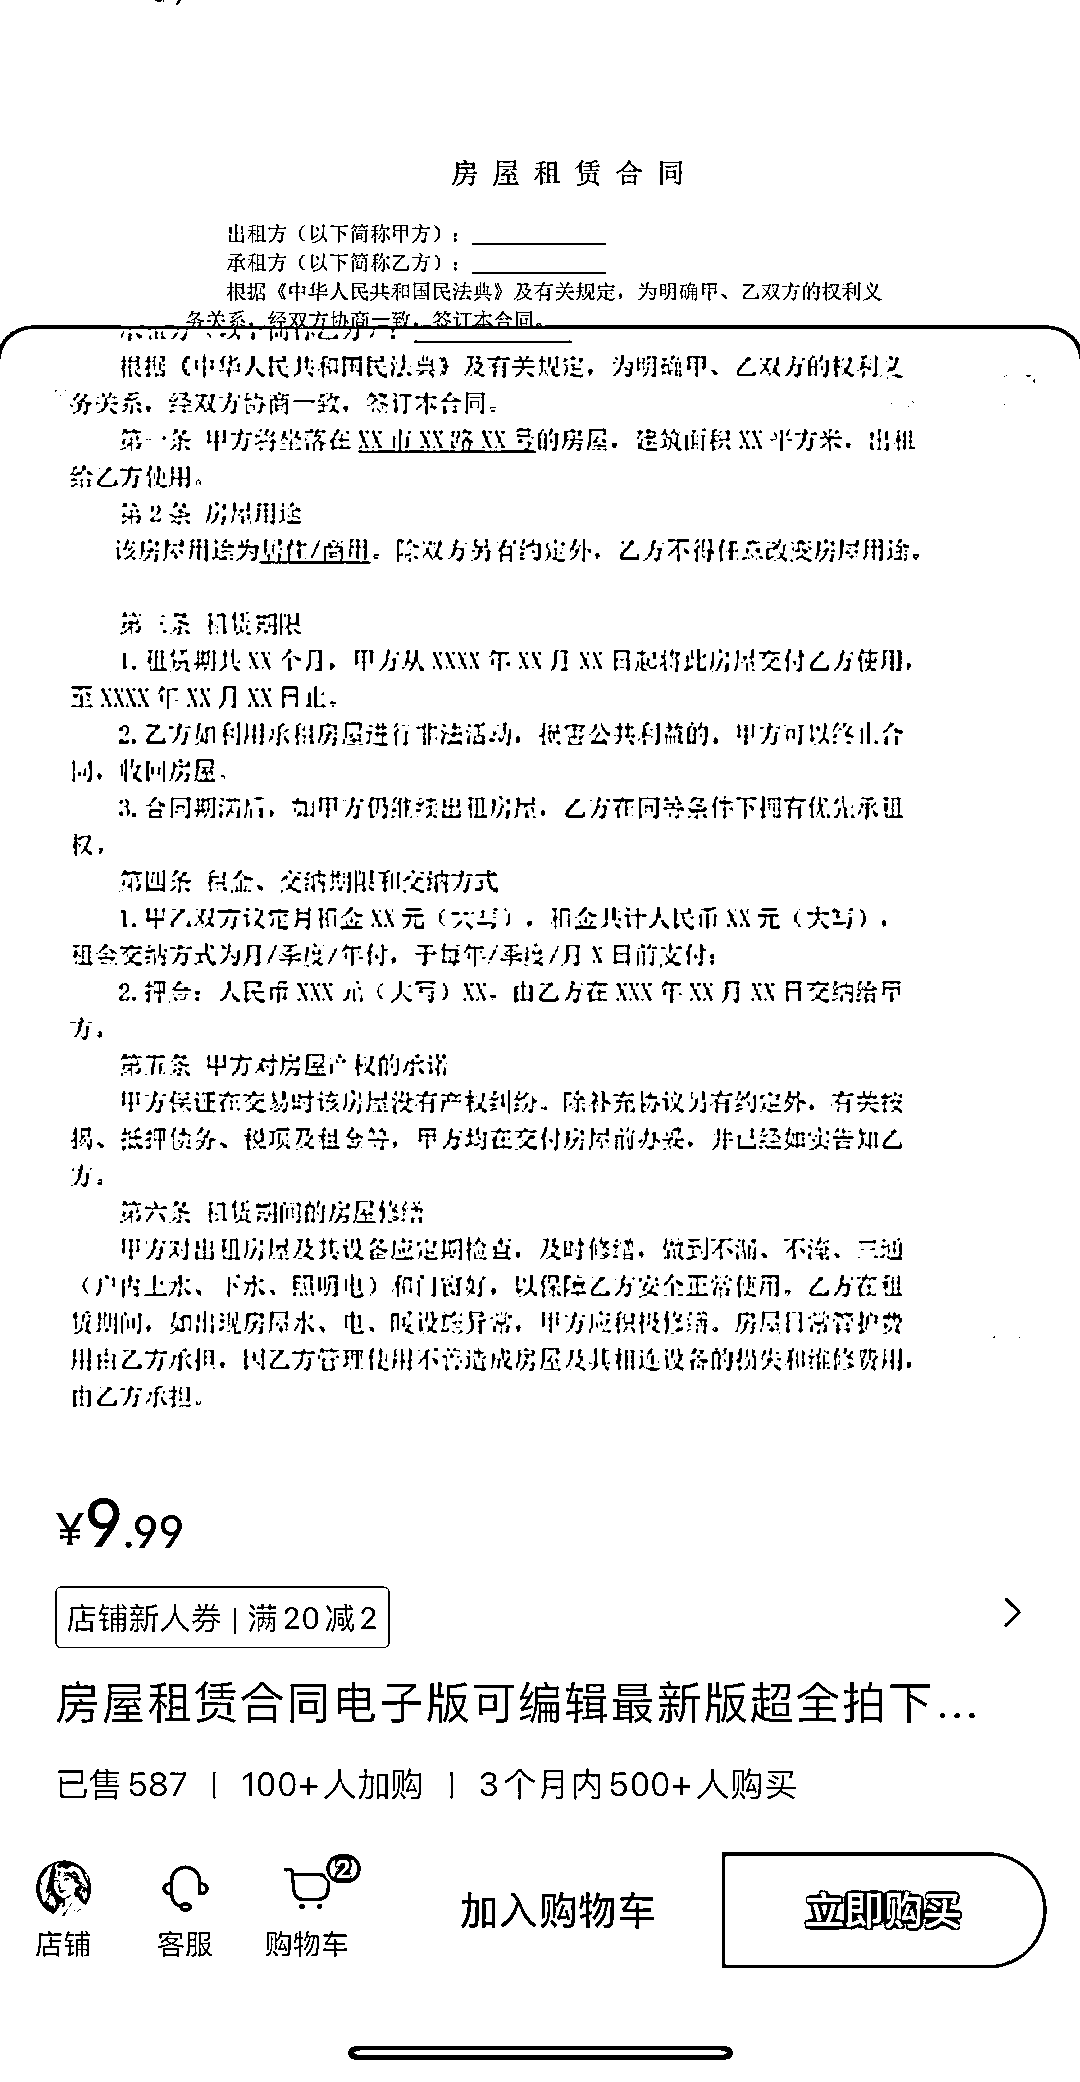 房屋租赁合同
出租方（以下简称甲方）：
承租方（以下简称乙方）：
根据《中华人民共和国民法典》及有关规定，为明确甲、乙双方的权利义
务关系，经双方协商一致，签订本合同。
根据《中华人民共和国民法典》及有关规定，为明确甲、乙双方的权利义
务关系，经双方协商一致，签订本合同。
第一条 甲方将坐落在XX市XX路XX号的房屋，建筑面积XX平方米，出租
给乙方使用。
第2条 房屋用途
该房屋用途为居住/商用。除双方另有约定外，乙方不得任意改变房屋用途。
第三条 租赁期限
1.租赁期共XX个月，甲方从XXXX年XX月XX日起将此房屋交付乙方使用，
至XXXX年XX月XX日止。
2.乙方如利用承租房屋进行非法活动，损害公共利益的，甲方可以终止合
同，收回房屋。
3.合同期满后，如甲方仍继续出租房屋，乙方在同等条件下拥有优先承租
权。
第四条 租金、交纳期限和交纳方式
1.甲乙双方议定月租金XX元（大写），租金共计人民币XX元（大写），
租金交纳方式为月/季度/年付，于每年/季度/月X日前支付；
2.押金：人民币XXX元（大写）XX，由乙方在XXX年XX月XX日交纳给甲
方。
第五条 甲方对房屋产权的承诺
甲方保证在交易时该房屋没有产权纠纷。除补充协议另有约定外，有关按
揭、抵押债务、税项及租金等，甲方均在交付房屋前办妥，并已经如实告知乙
方。
第六条 租赁期间的房屋修缮
甲方对出租房屋及其设备应定期检查，及时修缮，做到不漏、不淹、三通
（户内上水、下水、照明电）和门窗好，以保障乙方安全正常使用。乙方在租
赁期间，如出现房屋水、电、暖设施异常，甲方应积极修缮。房屋日常管护费
用由乙方承担，因乙方管理使用不善造成房屋及其相连设备的损失和维修费用，
由乙方承担。
¥9.99
店铺新人券 | 满20减2
房屋租赁合同电子版可编辑最新版超全拍下...
已售587 | 100+人加购 | 3个月内500+人购买
2
店铺 客服 购物车 加入购物车 立即购买